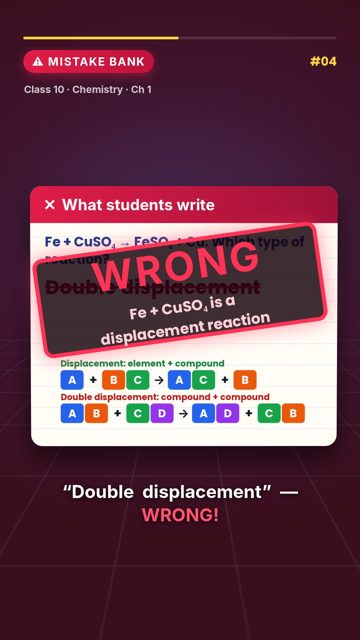 ⚠ MISTAKE BANK
#04
Class 10 · Chemistry · Ch 1
✕ What students write
Fe + CuSO₄ → FeSO₄ + Cu. Which type of
reaction?
Double displacement
WRONG
Fe + CuSO₄ is a
displacement reaction
Displacement: element + compound
A + B C → A C + B
Double displacement: compound + compound
A B + C D → A D + C B
“Double displacement” —
WRONG!